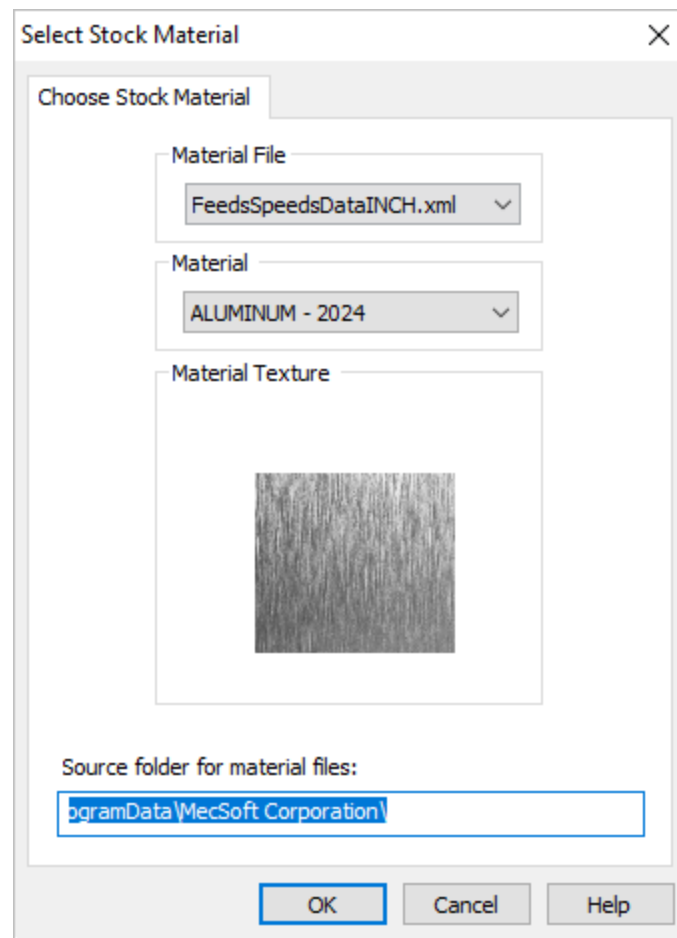 Select Stock Material
Choose Stock Material
Material File
FeedsSpeedsDataINCH.xml
Material
ALUMINUM - 2024
Material Texture
Source folder for material files:
ogramData\MecSoft Corporation\
OK
Cancel
Help